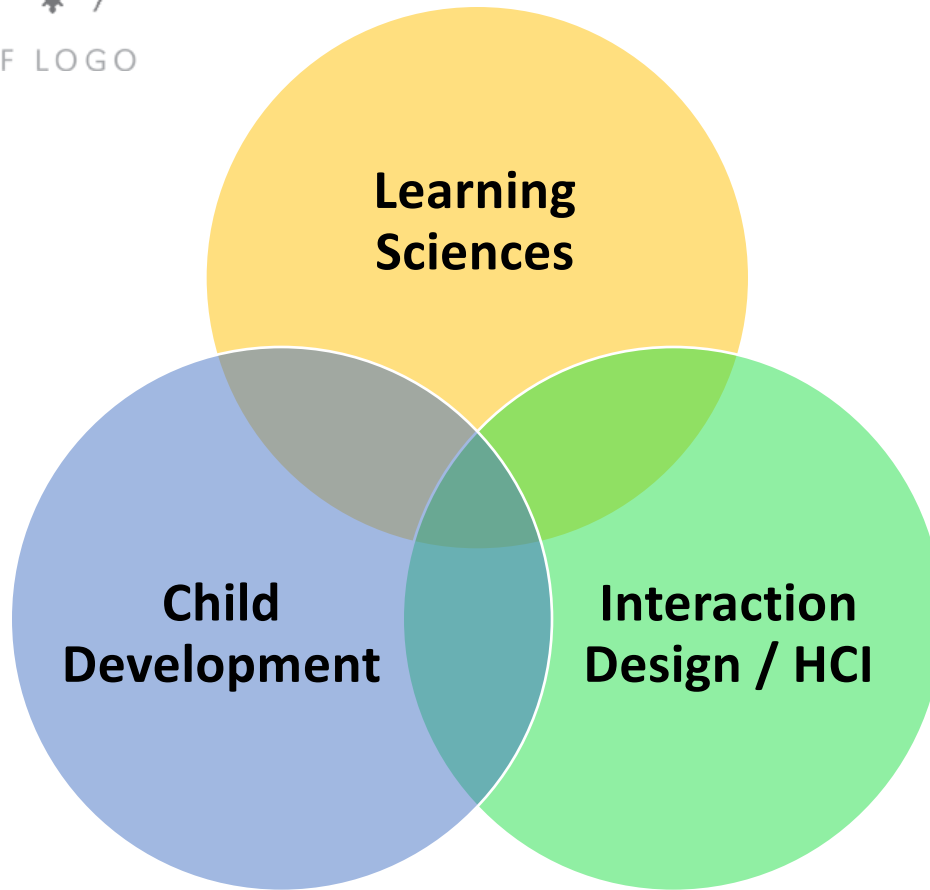 F LOGO
Learning
Sciences
Child
Development
Interaction
Design / HCI